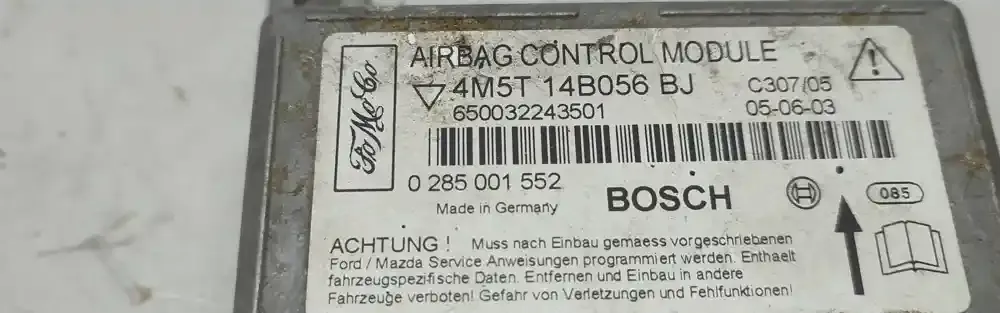 FoMoCo
AIRBAG CONTROL MODULE
4M5T 14B056 BJ
C307/05
650032243501
05-06-03
0 285 001 552
Made in Germany
BOSCH
085
ACHTUNG ! Muss nach Einbau gemaess vorgeschriebenen
Ford / Mazda Service Anweisungen programmiert werden. Enthaelt
fahrzeugspezifische Daten. Entfernen und Einbau in andere
Fahrzeuge verboten! Gefahr von Verletzungen und Fehlfunktionen!